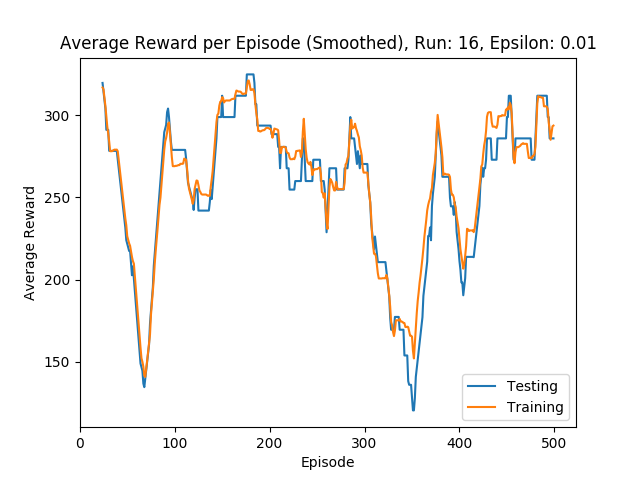 Average Reward per Episode (Smoothed), Run: 16, Epsilon: 0.01
Average Reward
300
250
200
150
0 100 200 300 400 500
Episode
Testing
Training